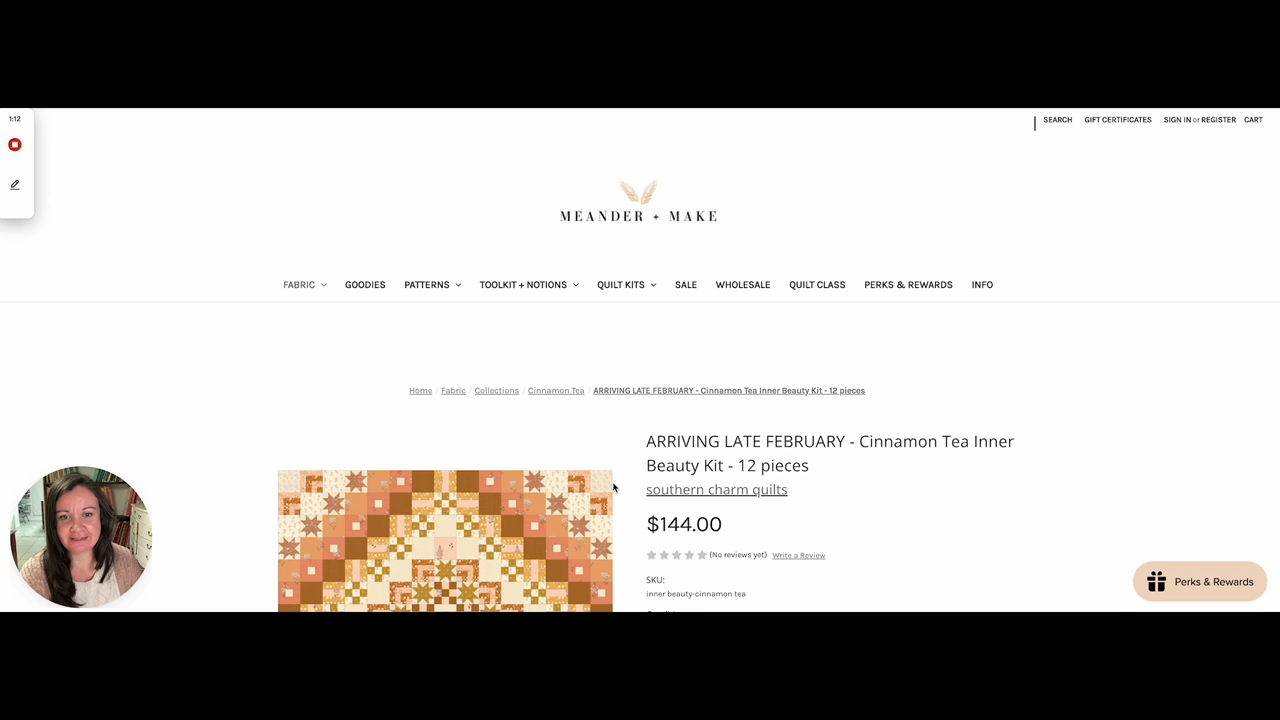 1:12
SEARCH GIFT CERTIFICATES SIGN IN or REGISTER CART
MEANDER + MAKE
FABRIC GOODIES PATTERNS TOOLKIT + NOTIONS QUILT KITS SALE WHOLESALE QUILT CLASS PERKS & REWARDS INFO
Home / Fabric / Collections / Cinnamon Tea / ARRIVING LATE FEBRUARY - Cinnamon Tea Inner Beauty Kit - 12 pieces
ARRIVING LATE FEBRUARY - Cinnamon Tea Inner
Beauty Kit - 12 pieces
southern charm quilts
$144.00
(No reviews yet) Write a Review
SKU:
inner beauty-cinnamon tea
Perks & Rewards